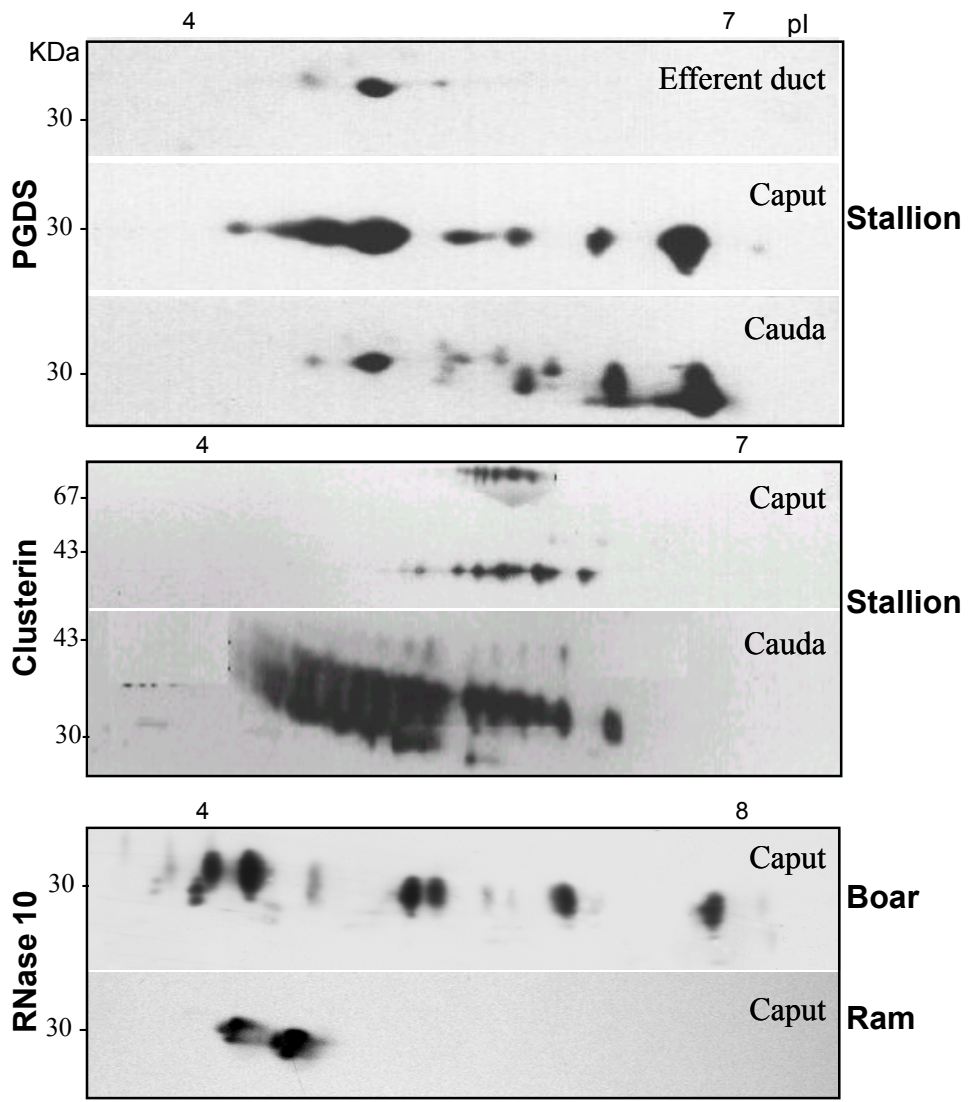 4 7 pI
KDa
Efferent duct
30
PGDS
Caput
30
Stallion
Cauda
30
4 7
67
Caput
43
Clusterin
Stallion
43
Cauda
30
4 8
RNase 10
Caput
30
Boar
Caput
30
Ram